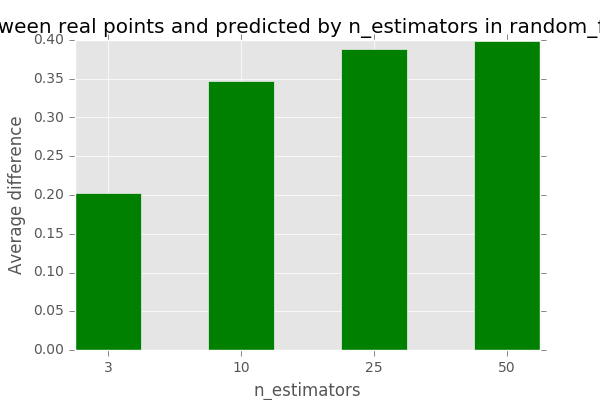 ween real points and predicted by n_estimators in random_f
0.40
0.35
0.30
0.25
0.20
0.15
0.10
0.05
0.00
Average difference
3 10 25 50
n_estimators